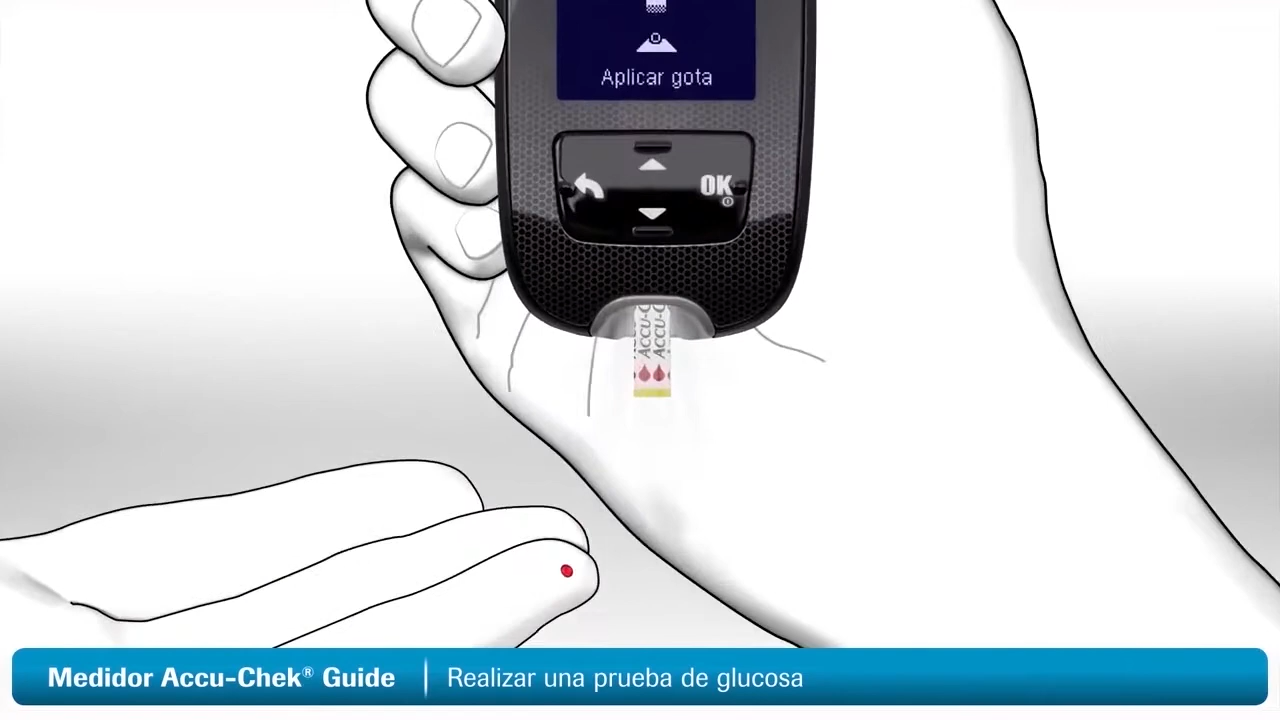 Aplicar gota
OK
ACCU-C
ACCU-C
Medidor Accu-Chek® Guide
Realizar una prueba de glucosa